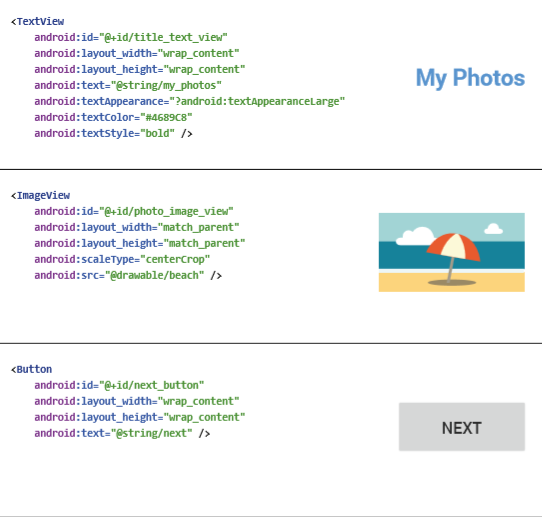 <TextView
android:id="@+id/title_text_view"
android:layout_width="wrap_content"
android:layout_height="wrap_content"
android:text="@string/my_photos"
android:textAppearance="?android:textAppearanceLarge"
android:textColor="#4689C8"
android:textStyle="bold" />
My Photos
<ImageView
android:id="@+id/photo_image_view"
android:layout_width="match_parent"
android:layout_height="match_parent"
android:scaleType="centerCrop"
android:src="@drawable/beach" />
<Button
android:id="@+id/next_button"
android:layout_width="wrap_content"
android:layout_height="wrap_content"
android:text="@string/next" />
NEXT